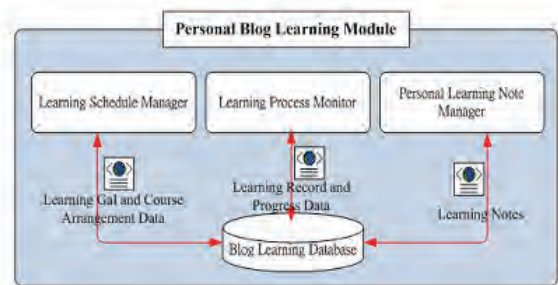 Personal Blog Learning Module
Learning Schedule Manager
Learning Process Monitor
Personal Learning Note
Manager
Learning Gal and Course
Arrangement Data
Learning Record and
Progress Data
Learning Notes
Blog Learning Database